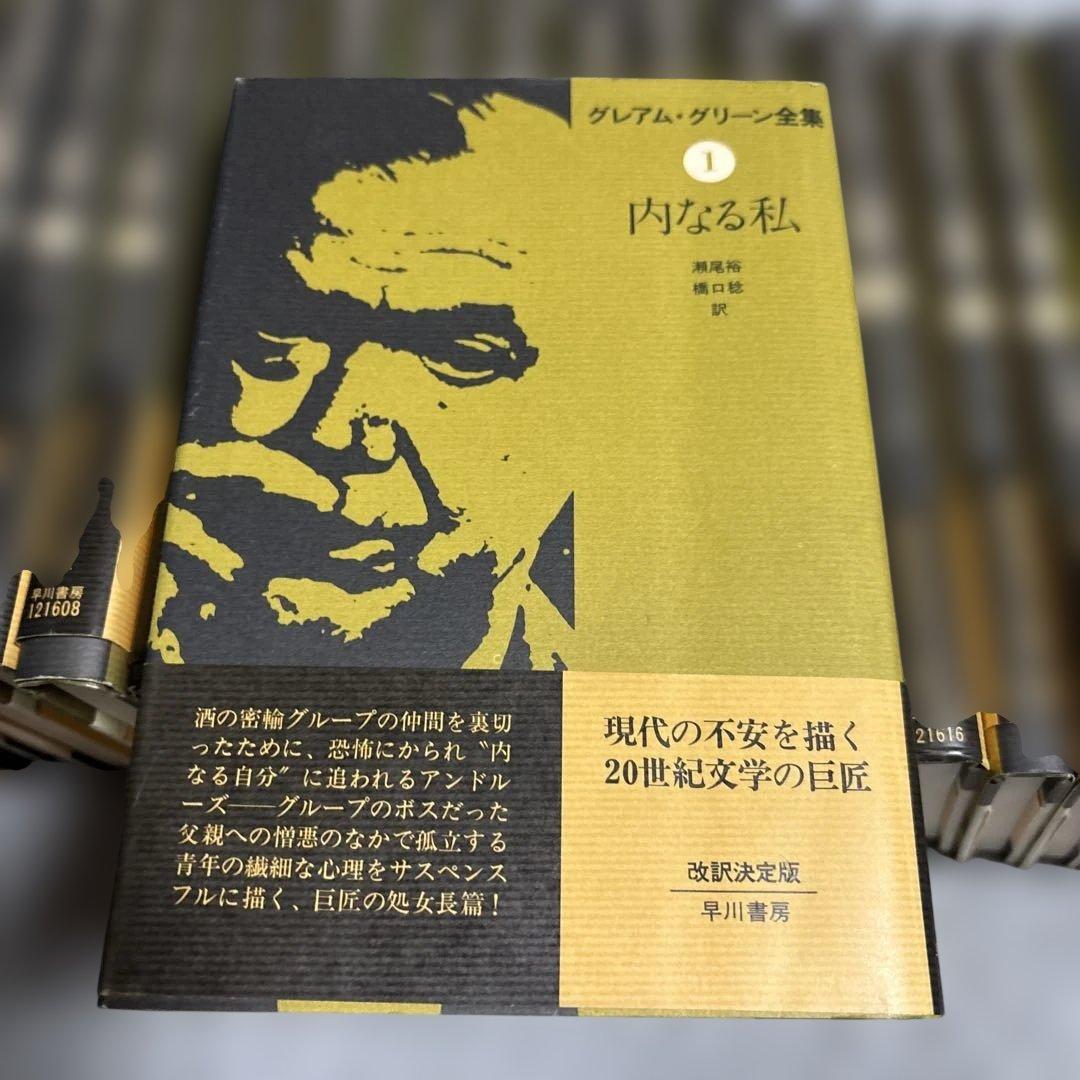 グレアム・グリーン全集
1
内なる私
瀬尾裕
橋口稔
訳
酒の密輸グループの仲間を裏切
ったために、恐怖にかられ〝内
なる自分〟に追われるアンドル
ーズ――グループのボスだった
父親への憎悪のなかで孤立する
青年の繊細な心理をサスペンス
フルに描く、巨匠の処女長篇!
現代の不安を描く
20世紀文学の巨匠
改訳決定版
早川書房
早川書房
121608
21616